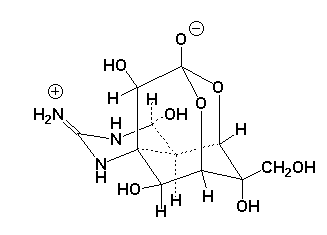 O ⊖
HO O
⊕ H H OH
H₂N H O
N H
N H
H HO CH₂OH
H H H OH